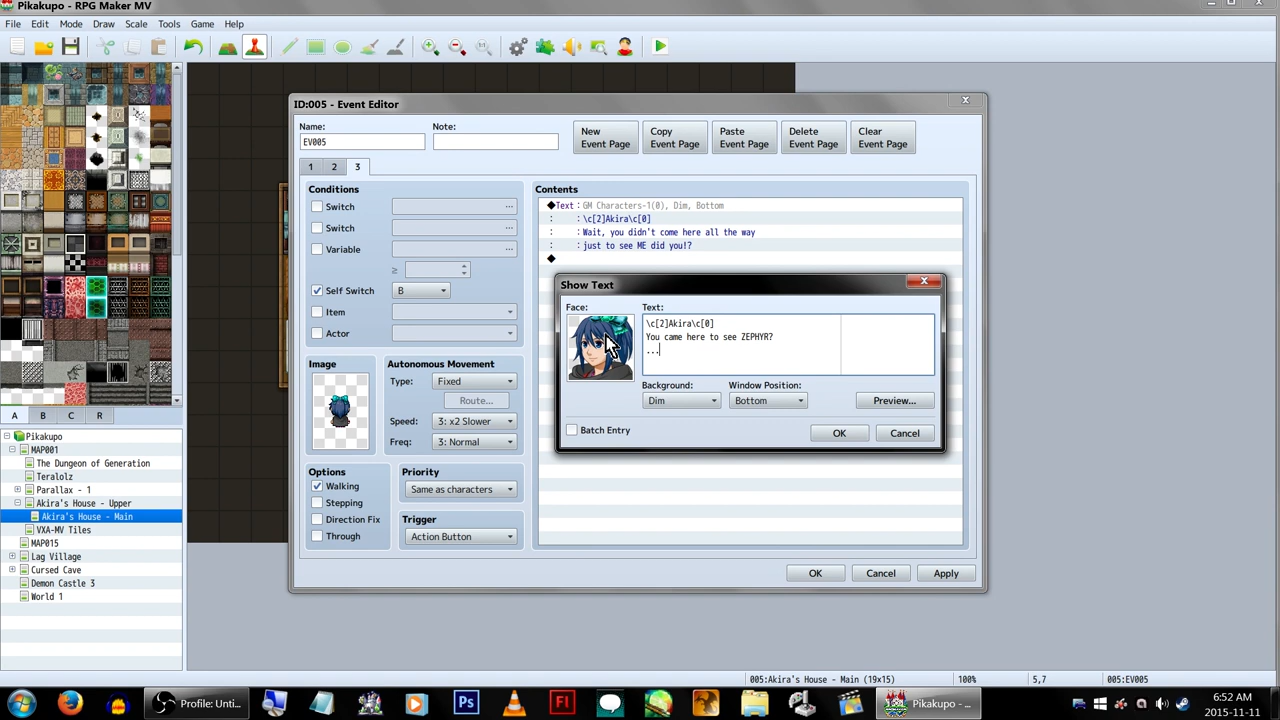 Pikakupo - RPG Maker MV
File Edit Mode Draw Scale Tools Game Help
ID:005 - Event Editor
Name:
Note:
EV005
New Event Page
Copy Event Page
Paste Event Page
Delete Event Page
Clear Event Page
1 2 3
Conditions
Switch ...
Switch ...
Variable ...
≥
Self Switch B
Item
Actor
Image
Autonomous Movement
Type: Fixed
Route...
Speed: 3: x2 Slower
Freq: 3: Normal
Options
Walking
Stepping
Direction Fix
Through
Priority
Same as characters
Trigger
Action Button
Contents
◆Text : GM Characters-1(0), Dim, Bottom
: : \c[2]Akira\c[0]
: : Wait, you didn't come here all the way
: : just to see ME did you!?
◆
Show Text
Face:
Text:
\c[2]Akira\c[0]
You came here to see ZEPHYR?
...
Background:
Dim
Window Position:
Bottom
Preview...
Batch Entry
OK
Cancel
OK
Cancel
Apply
A B C R
Pikakupo
MAP001
The Dungeon of Generation
Teralolz
Parallax - 1
Akira's House - Upper
Akira's House - Main
VXA-MV Tiles
MAP015
Lag Village
Cursed Cave
Demon Castle 3
World 1
005:Akira's House - Main (19x15)
100%
5,7
005:EV005
Profile: Unti...
Ps
Fl
Pikakupo - ...
6:52 AM
2015-11-11